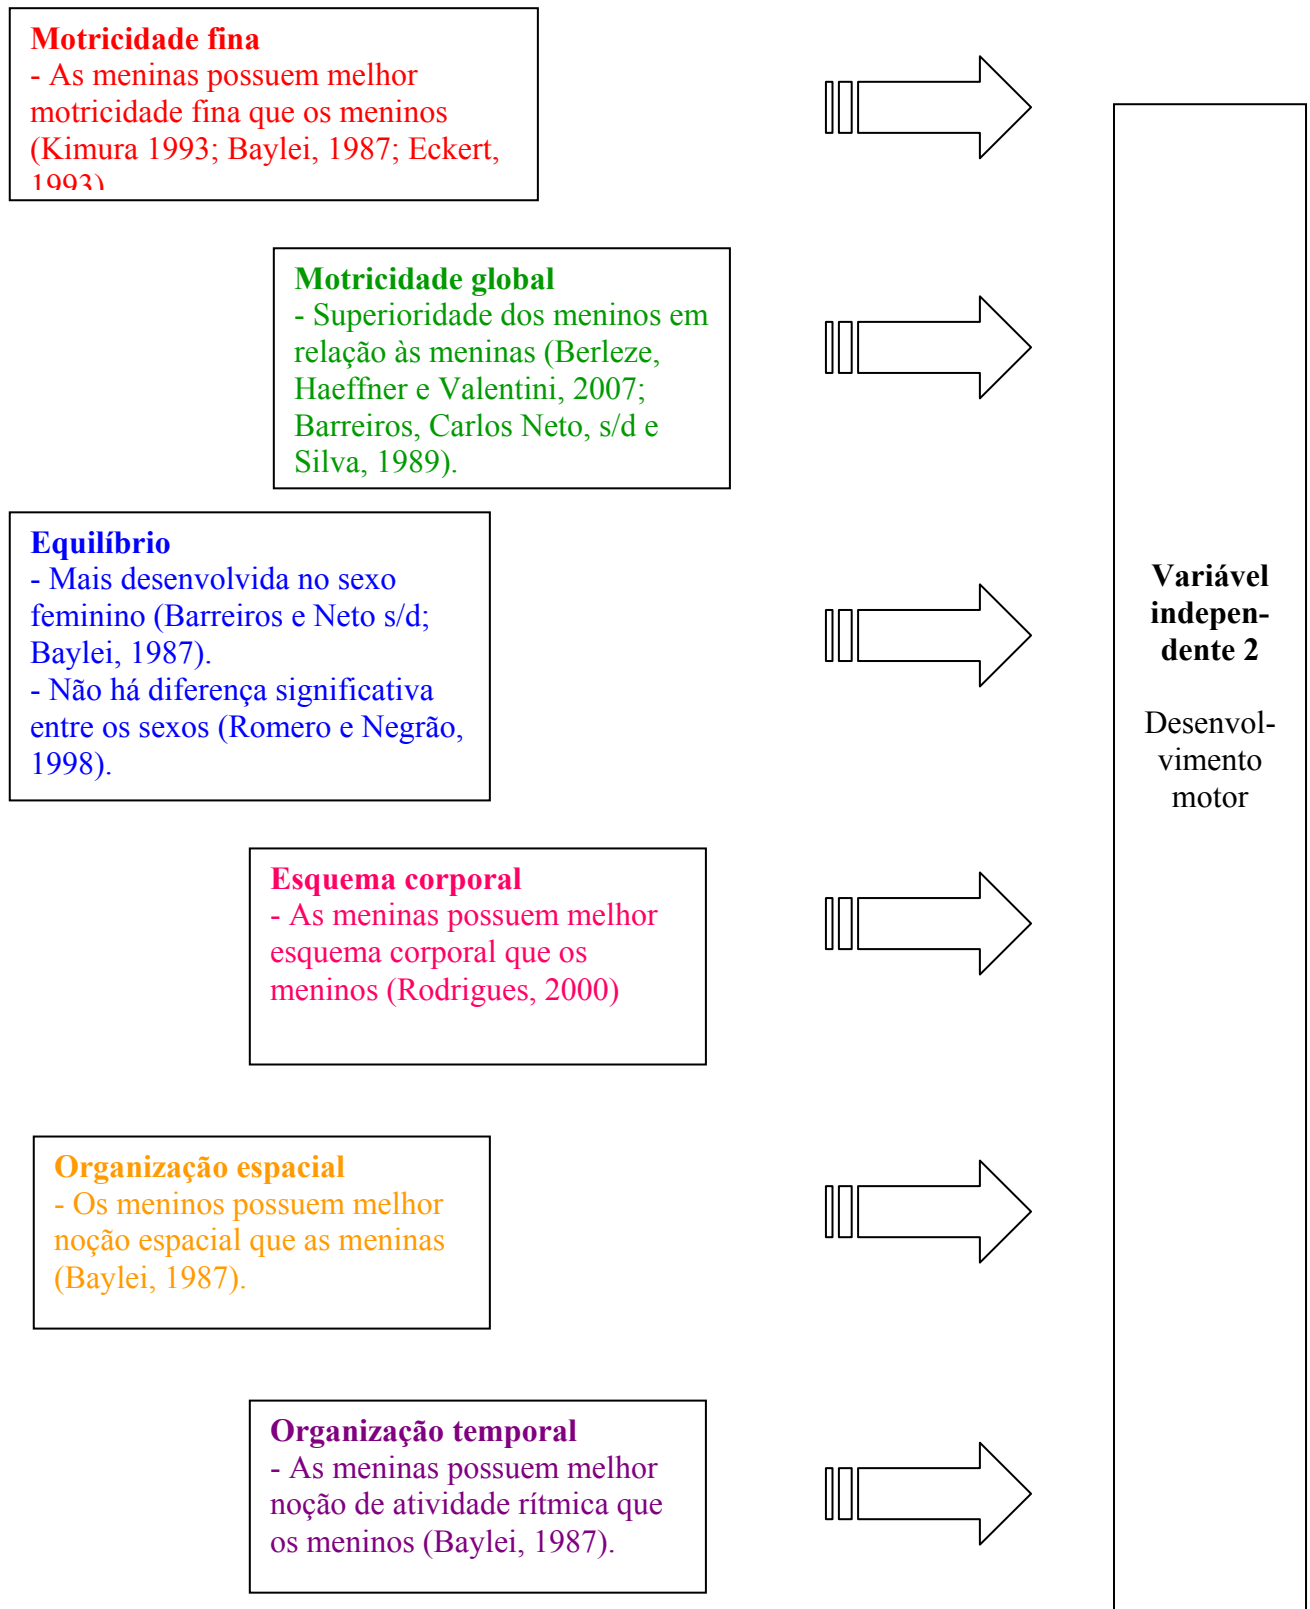 Motricidade fina
- As meninas possuem melhor
motricidade fina que os meninos
(Kimura 1993; Baylei, 1987; Eckert,
1993)
Motricidade global
- Superioridade dos meninos em
relação às meninas (Berleze,
Haeffner e Valentini, 2007;
Barreiros, Carlos Neto, s/d e
Silva, 1989).
Equilíbrio
- Mais desenvolvida no sexo
feminino (Barreiros e Neto s/d;
Baylei, 1987).
- Não há diferença significativa
entre os sexos (Romero e Negrão,
1998).
Variável
indepen-
dente 2
Desenvol-
vimento
motor
Esquema corporal
- As meninas possuem melhor
esquema corporal que os
meninos (Rodrigues, 2000)
Organização espacial
- Os meninos possuem melhor
noção espacial que as meninas
(Baylei, 1987).
Organização temporal
- As meninas possuem melhor
noção de atividade rítmica que
os meninos (Baylei, 1987).